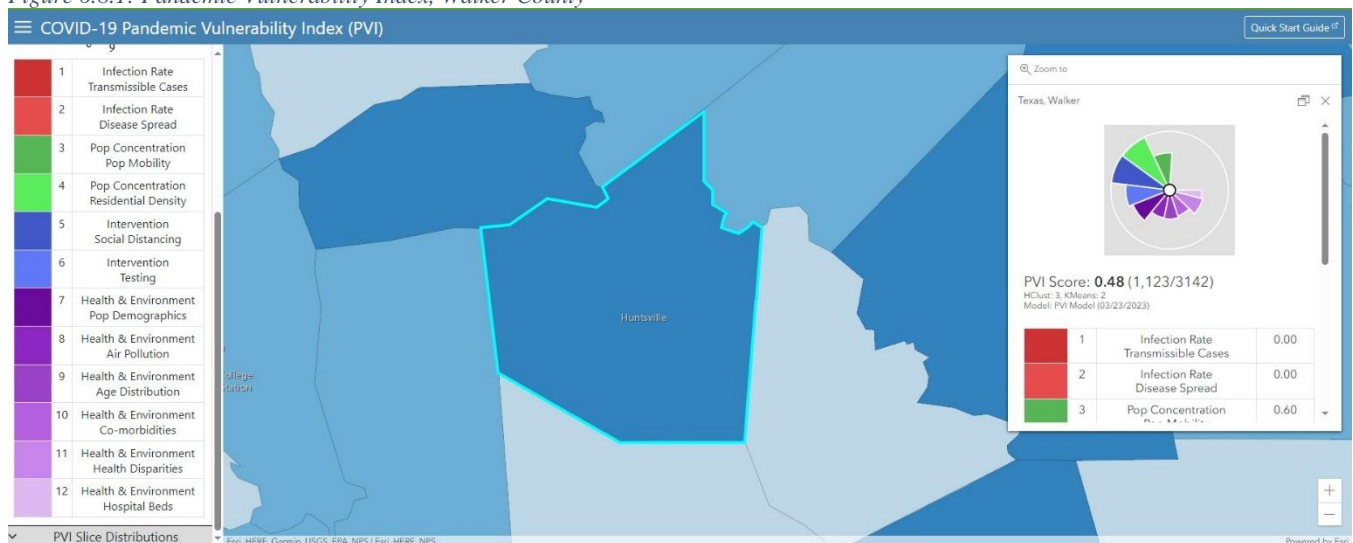 Figure 6.8.1: Pandemic Vulnerability Index, Walker County
COVID-19 Pandemic Vulnerability Index (PVI)
Quick Start Guide
1 Infection Rate
Transmissible Cases
2 Infection Rate
Disease Spread
3 Pop Concentration
Pop Mobility
4 Pop Concentration
Residential Density
5 Intervention
Social Distancing
6 Intervention
Testing
7 Health & Environment
Pop Demographics
8 Health & Environment
Air Pollution
9 Health & Environment
Age Distribution
10 Health & Environment
Co-morbidities
11 Health & Environment
Health Disparities
12 Health & Environment
Hospital Beds
PVI Slice Distributions
Huntsville
College
Station
Esri, HERE, Garmin, USGS, EPA, NPS | Esri, HERE, NPS
Zoom to
Texas, Walker
PVI Score: 0.48 (1,123/3142)
HClust: 3, KMeans: 2
Model: PVI Model (03/23/2023)
1 Infection Rate 0.00
Transmissible Cases
2 Infection Rate 0.00
Disease Spread
3 Pop Concentration 0.60
Pop Mobility
Powered by Esri